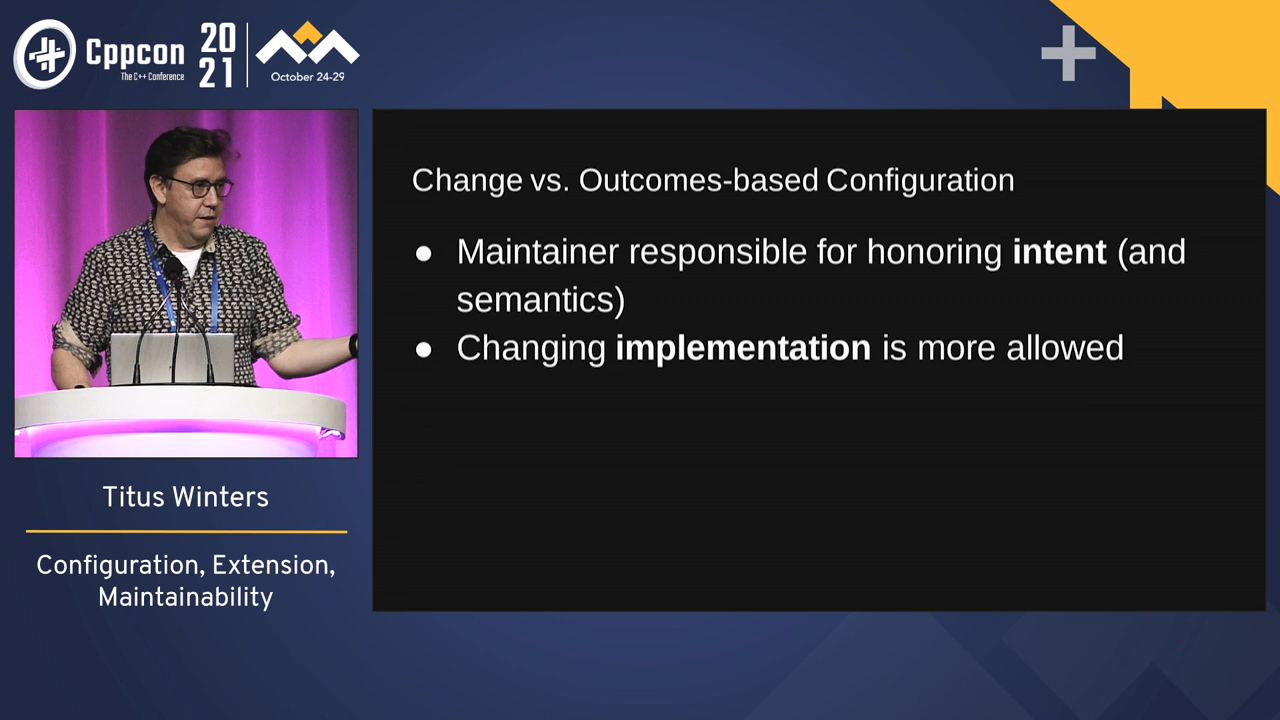 Cppcon
The C++ Conference
20
21
October 24-29
Change vs. Outcomes-based Configuration
● Maintainer responsible for honoring intent (and
semantics)
● Changing implementation is more allowed
Titus Winters
Configuration, Extension,
Maintainability